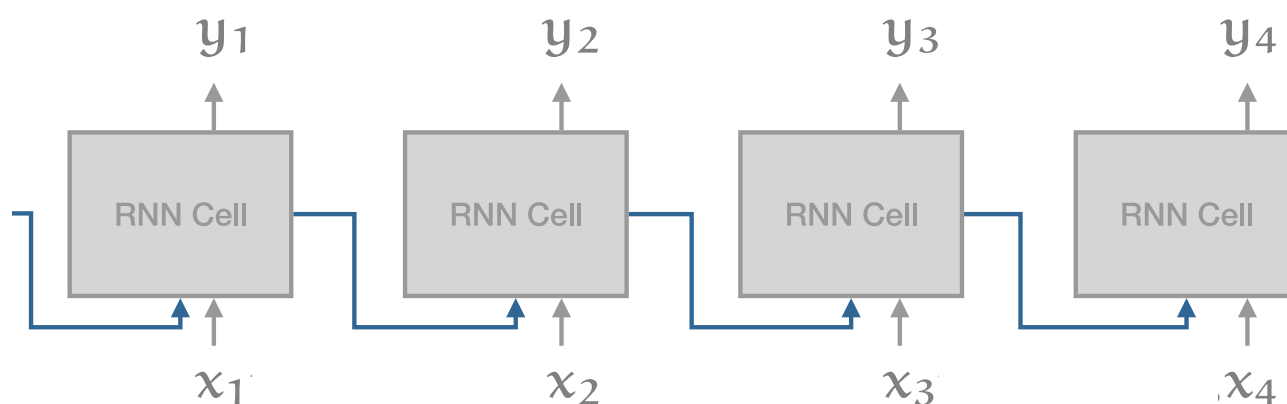 y1 y2 y3 y4
RNN Cell RNN Cell RNN Cell RNN Cell
x1 x2 x3 x4